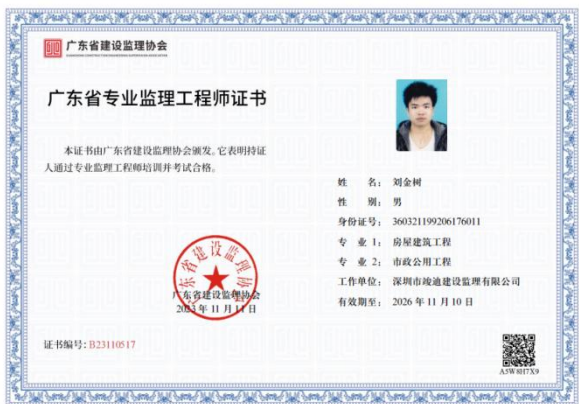 广东省建设监理协会
广东省专业监理工程师证书
本证书由广东省建设监理协会颁发。它表明持证
人通过专业监理工程师培训并考试合格。
姓 名： 刘金树
性 别： 男
身份证号： 360321199206176011
专 业 1： 房屋建筑工程
专 业 2： 市政公用工程
工作单位： 深圳市竣迪建设监理有限公司
有效期至： 2026 年 11 月 10 日
广东省建设监理协会
广东省建设监理协会
2023 年 11 月 11 日
证书编号：B23110517
A5W8H7X9